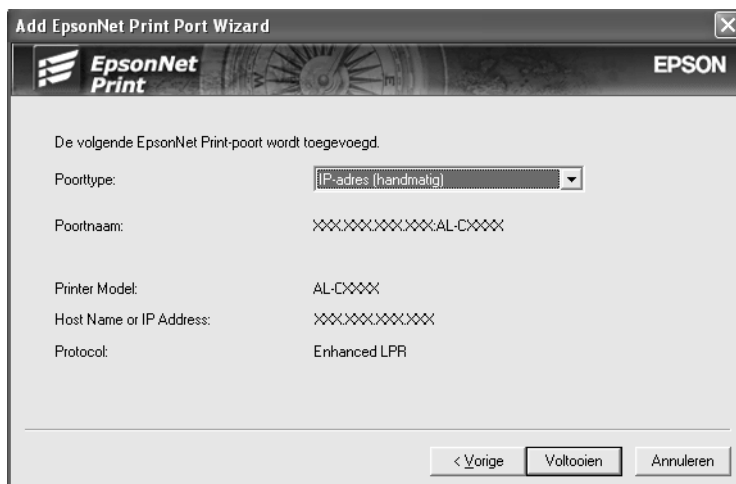 Add EpsonNet Print Port Wizard
EpsonNet
Print
EPSON
De volgende EpsonNet Print-poort wordt toegevoegd.
Poorttype: IP-adres (handmatig)
Poortnaam: XXX.XXX.XXX.XXX:AL-CXXXX
Printer Model: AL-CXXXX
Host Name or IP Address: XXX.XXX.XXX.XXX
Protocol: Enhanced LPR
< Vorige Voltooien Annuleren